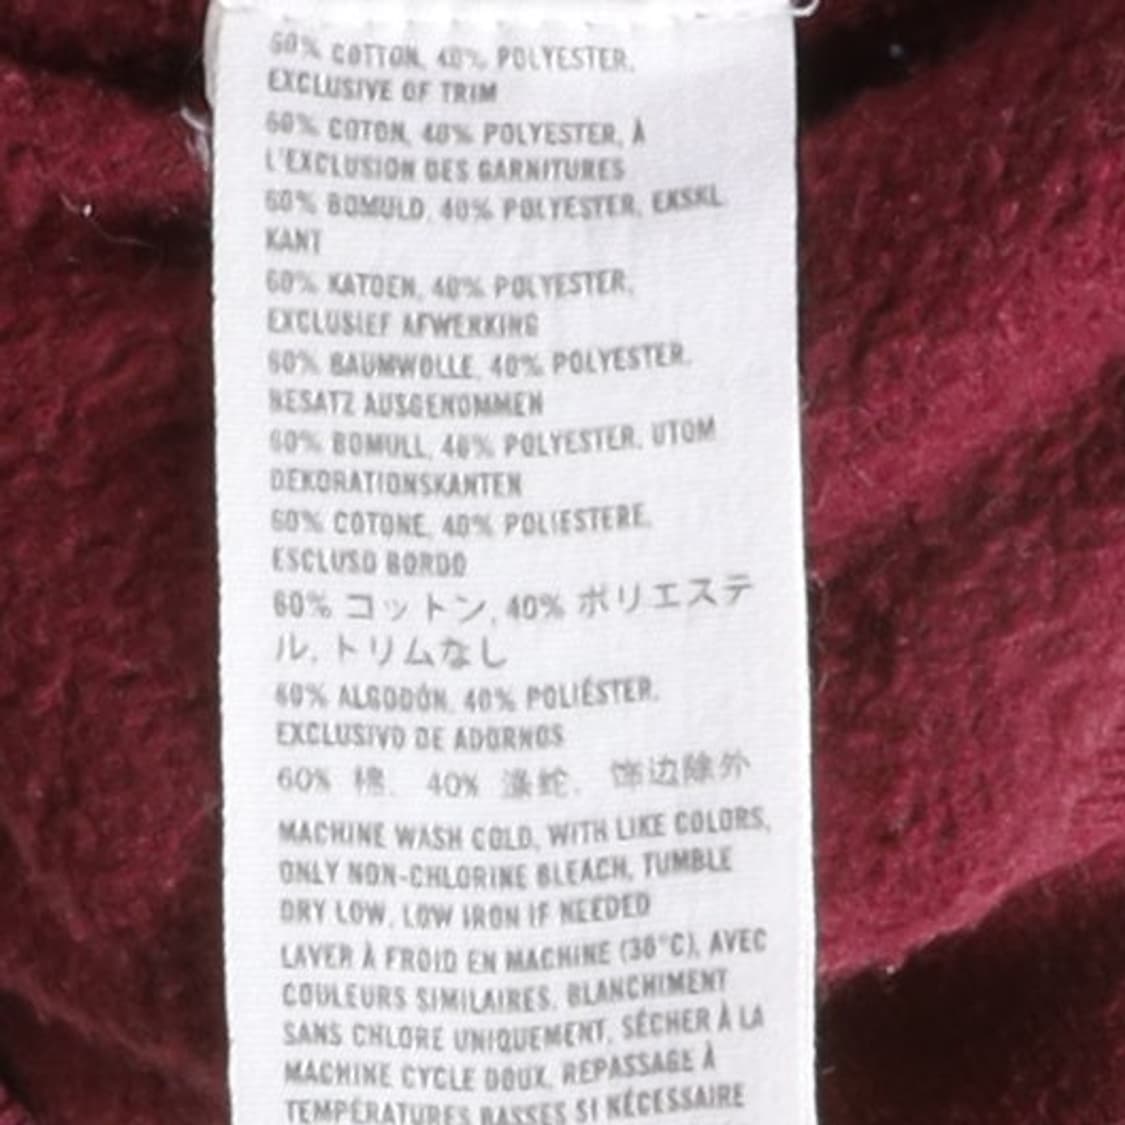 60% COTTON, 40% POLYESTER,
EXCLUSIVE OF TRIM
60% COTON, 40% POLYESTER, À
L'EXCLUSION DES GARNITURES
60% BOMULD, 40% POLYESTER, EKSKL
KANT
60% KATOEN, 40% POLYESTER,
EXCLUSIEF AFWERKING
60% BAUMWOLLE, 40% POLYESTER,
BESATZ AUSGENOMMEN
60% BOMULL, 40% POLYESTER, UTOM
DEKORATIONSKANTEN
60% COTONE, 40% POLIESTERE,
ESCLUSO BORDO
60% コットン, 40% ポリエステ
ル, トリムなし
60% ALGODÓN, 40% POLIÉSTER,
EXCLUSIVO DE ADORNOS
60% 棉, 40% 饰边除外
MACHINE WASH COLD, WITH LIKE COLORS,
ONLY NON-CHLORINE BLEACH, TUMBLE
DRY LOW, LOW IRON IF NEEDED
LAVER À FROID EN MACHINE (30°C), AVEC
COULEURS SIMILAIRES, BLANCHIMENT
SANS CHLORE UNIQUEMENT, SÉCHER À LA
MACHINE CYCLE DOUX, REPASSAGE À
TEMPÉRATURES BASSES SI NÉCESSAIRE